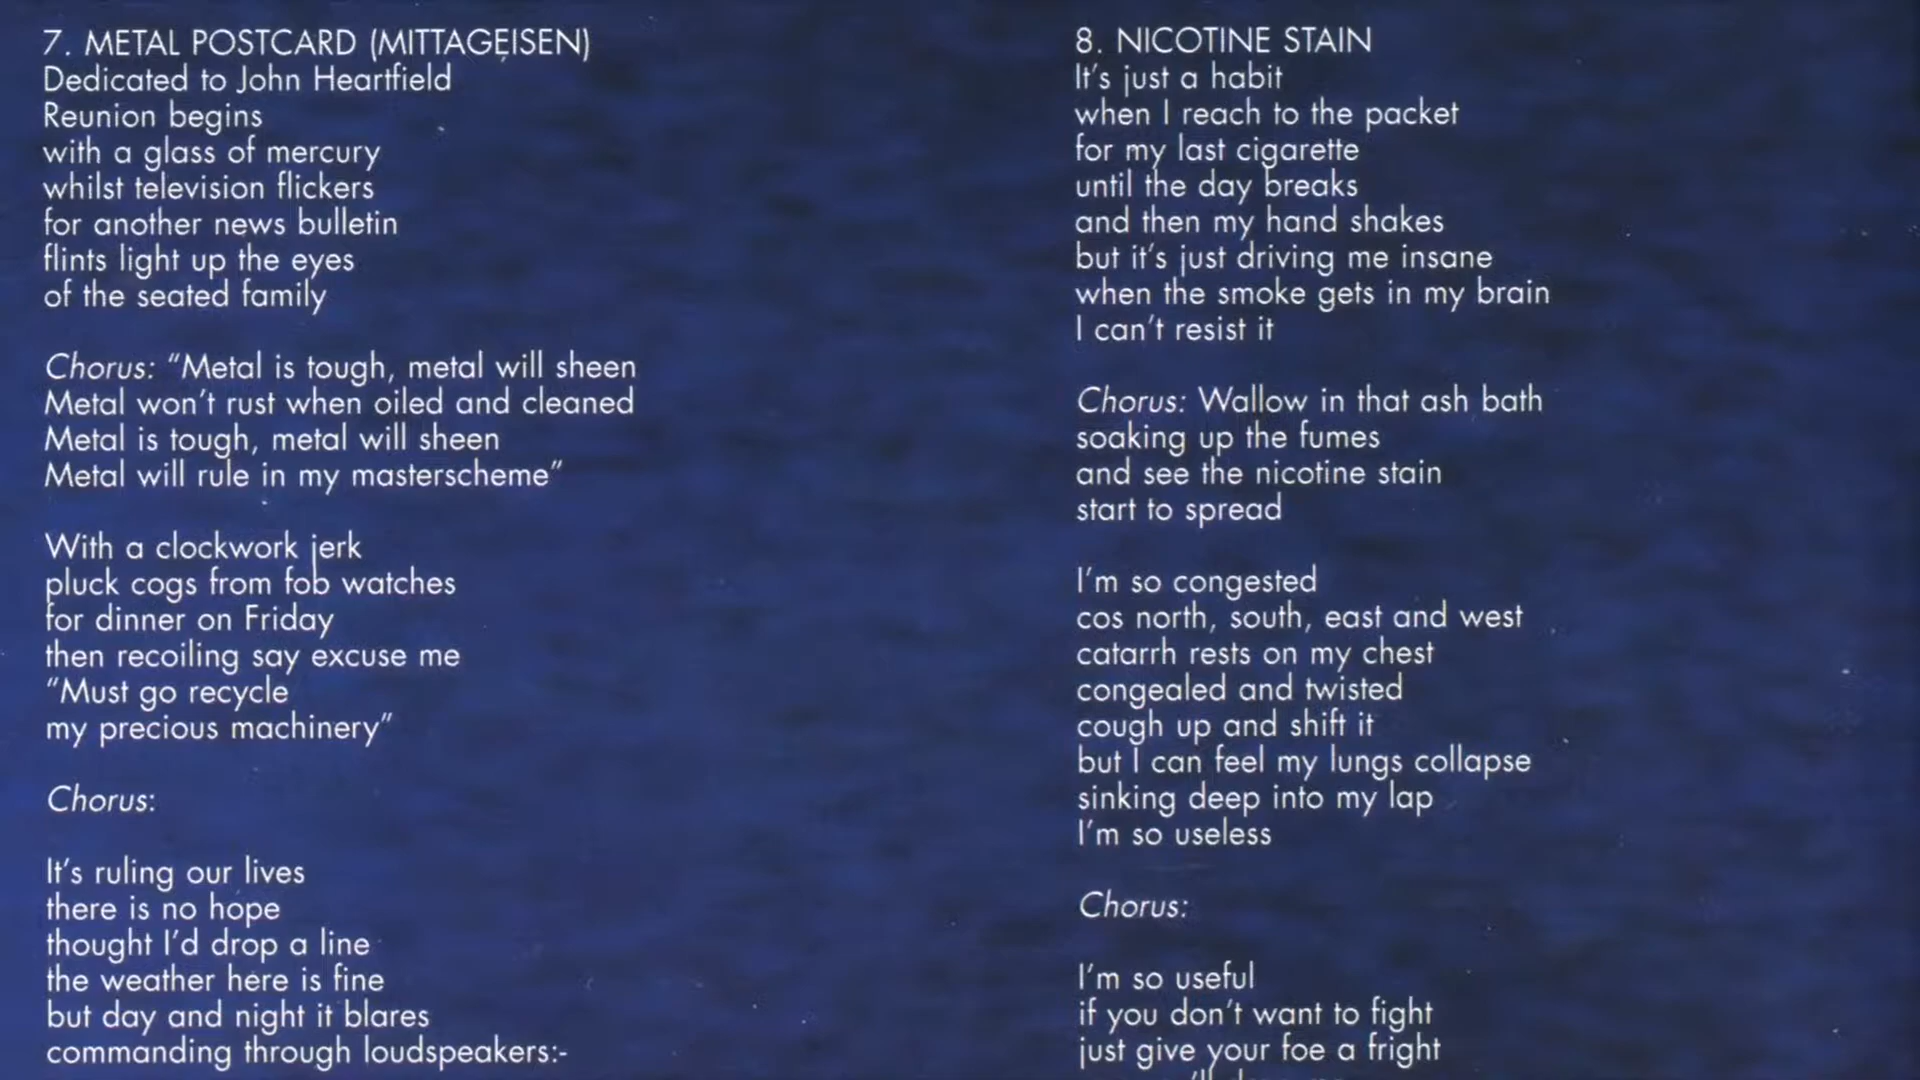 7. METAL POSTCARD (MITTAGEISEN)
Dedicated to John Heartfield
Reunion begins
with a glass of mercury
whilst television flickers
for another news bulletin
flints light up the eyes
of the seated family

Chorus: "Metal is tough, metal will sheen
Metal won't rust when oiled and cleaned
Metal is tough, metal will sheen
Metal will rule in my masterscheme"

With a clockwork jerk
pluck cogs from fob watches
for dinner on Friday
then recoiling say excuse me
"Must go recycle
my precious machinery"

Chorus:

It's ruling our lives
there is no hope
thought I'd drop a line
the weather here is fine
but day and night it blares
commanding through loudspeakers:-

8. NICOTINE STAIN
It's just a habit
when I reach to the packet
for my last cigarette
until the day breaks
and then my hand shakes
but it's just driving me insane
when the smoke gets in my brain
I can't resist it

Chorus: Wallow in that ash bath
soaking up the fumes
and see the nicotine stain
start to spread

I'm so congested
cos north, south, east and west
catarrh rests on my chest
congealed and twisted
cough up and shift it
but I can feel my lungs collapse
sinking deep into my lap
I'm so useless

Chorus:

I'm so useful
if you don't want to fight
just give your foe a fright